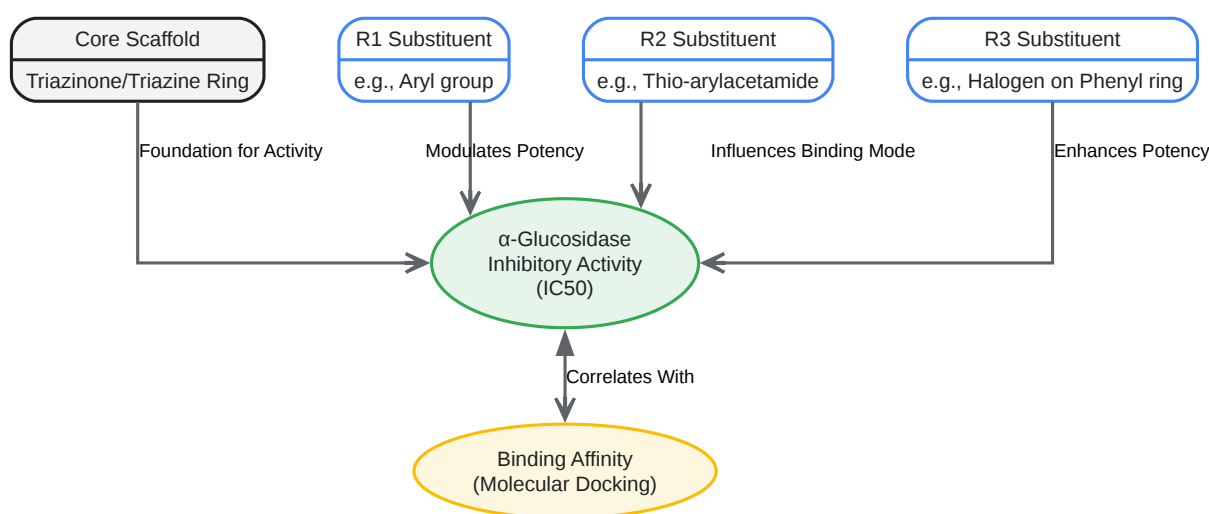 Core Scaffold
Triazinone/Triazine Ring
R1 Substituent
e.g., Aryl group
R2 Substituent
e.g., Thio-arylacetamide
R3 Substituent
e.g., Halogen on Phenyl ring
Foundation for Activity
Modulates Potency
Influences Binding Mode
Enhances Potency
α-Glucosidase
Inhibitory Activity
(IC50)
Correlates With
Binding Affinity
(Molecular Docking)